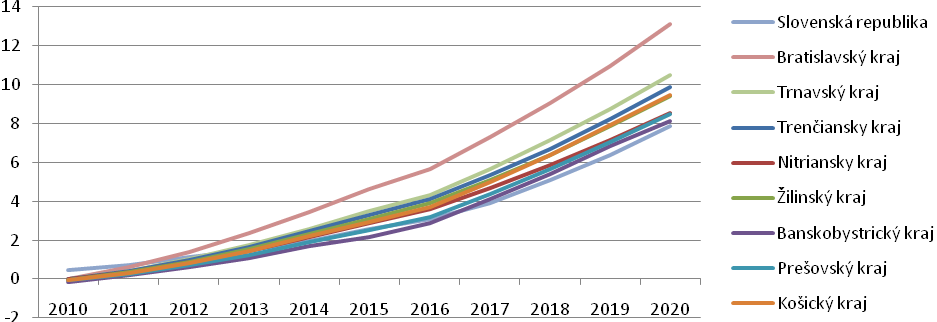 14
12
10
8
6
4
2
0
-2
2010 2011 2012 2013 2014 2015 2016 2017 2018 2019 2020
Slovenská republika
Bratislavský kraj
Trnavský kraj
Trenčiansky kraj
Nitriansky kraj
Žilinský kraj
Banskobystrický kraj
Prešovský kraj
Košický kraj